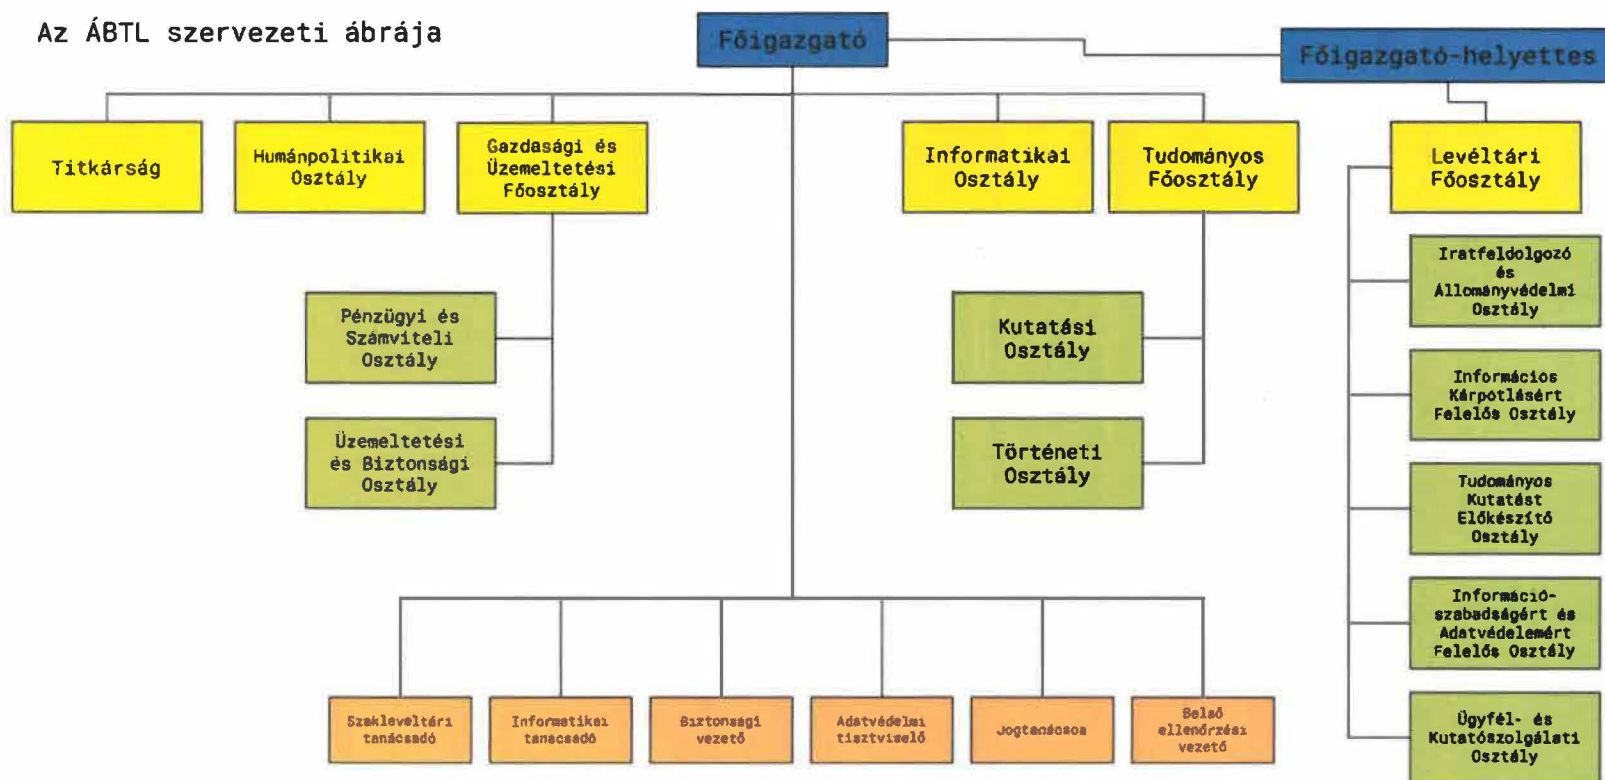 Az ÁBTL szervezeti ábrája
Főigazgató
Főigazgató-helyettes
Titkárság
Humánpolitikai
Osztály
Gazdasági és
Üzemeltetési
Főosztály
Informatikai
Osztály
Tudományos
Főosztály
Levéltári
Főosztály
Pénzügyi és
Számviteli
Osztály
Üzemeltetési
és Biztonsági
Osztály
Kutatási
Osztály
Történeti
Osztály
Iratfeldolgozó
és
Állományvédelmi
Osztály
Információs
Kárpótlásért
Felelős Osztály
Tudományos
Kutatást
Előkészítő
Osztály
Információ-
szabadságért és
Adatvédelemért
Felelős Osztály
Ügyfél- és
Kutatószolgálati
Osztály
Szakleveltári
tanácsadó
Informatikai
tanácsadó
Biztonsági
vezető
Adatvédelmi
tisztviselő
Jogtanácsos
Belső
ellenőrzési
vezető